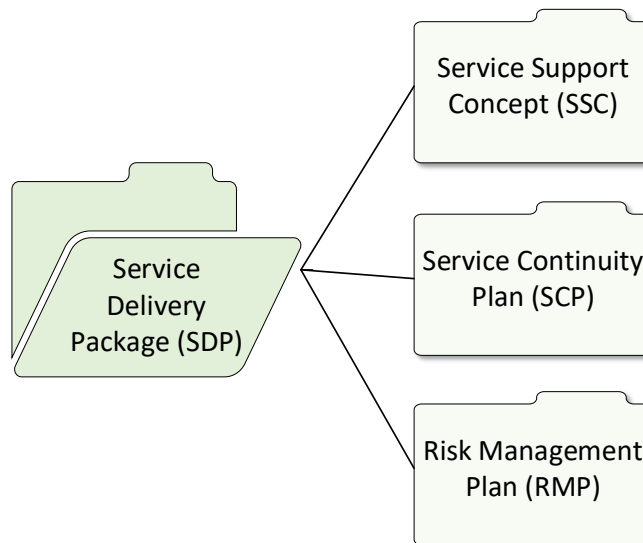 Service Support
Concept (SSC)
Service
Delivery
Package (SDP)
Service Continuity
Plan (SCP)
Risk Management
Plan (RMP)